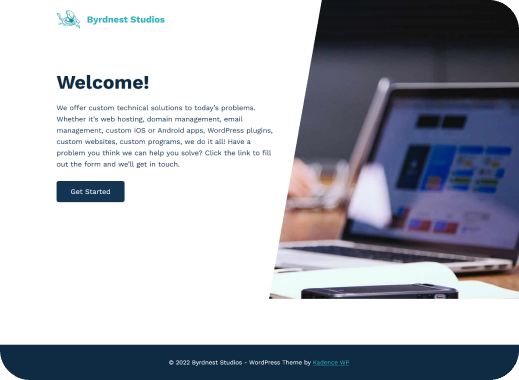 Byrdnest Studios
Welcome!
We offer custom technical solutions to today's problems.
Whether it's web hosting, domain management, email
management, custom iOS or Android apps, WordPress plugins,
custom websites, custom programs, we do it all! Have a
problem you think we can help you solve? Click the link to fill
out the form and we'll get in touch.
Get Started
© 2022 Byrdnest Studios - WordPress Theme by Kadence WP